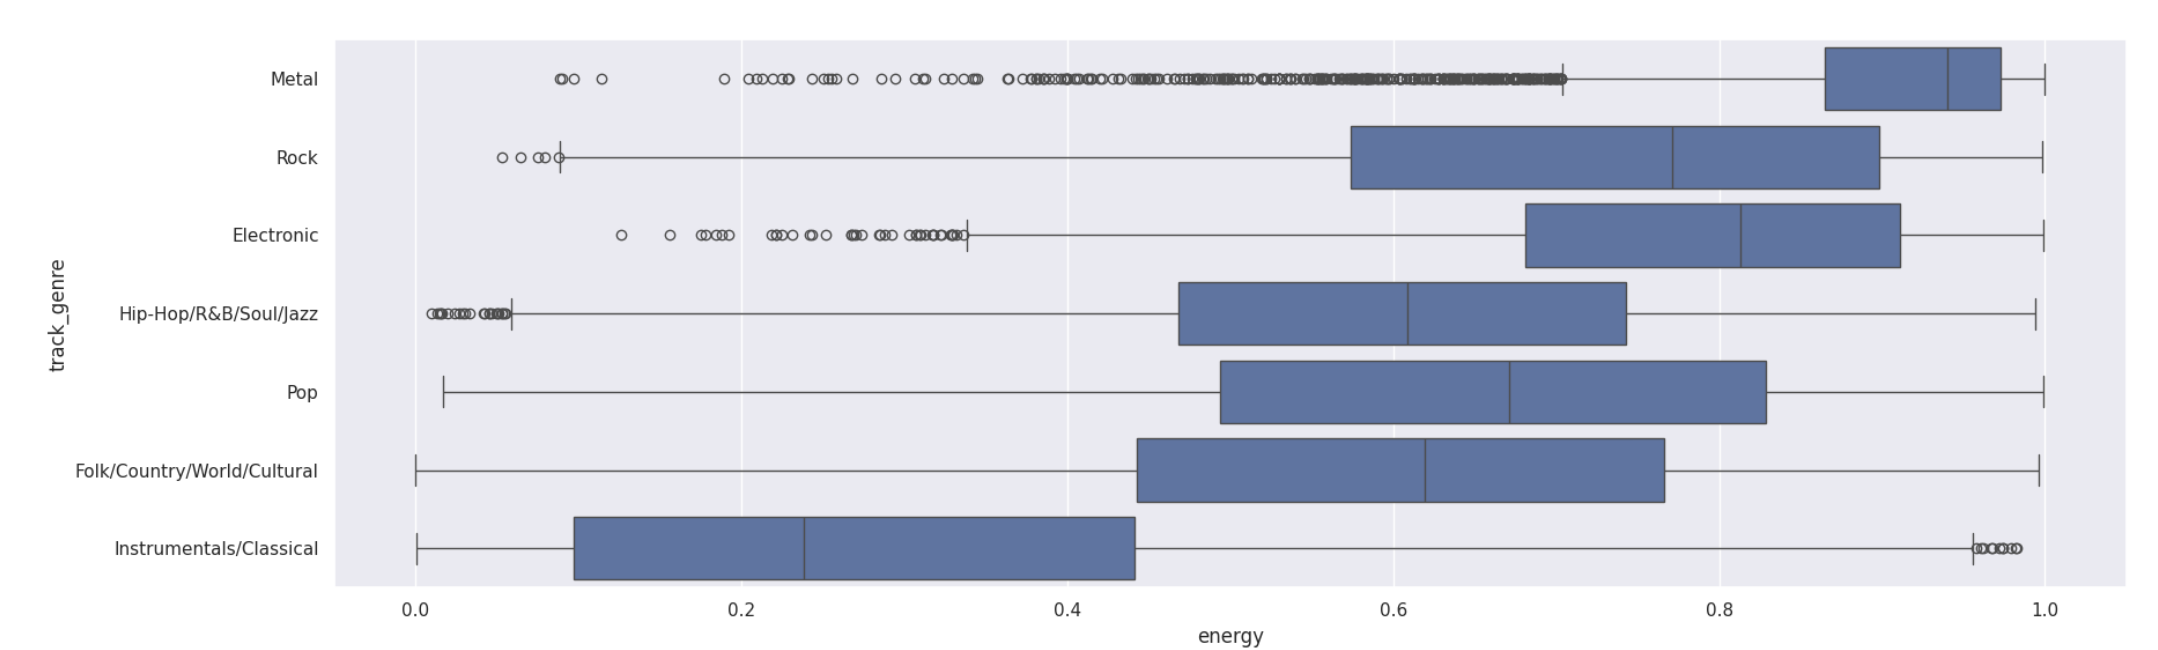 Metal
Rock
Electronic
Hip-Hop/R&B/Soul/Jazz
Pop
Folk/Country/World/Cultural
Instrumentals/Classical
track_genre
0.0 0.2 0.4 0.6 0.8 1.0
energy